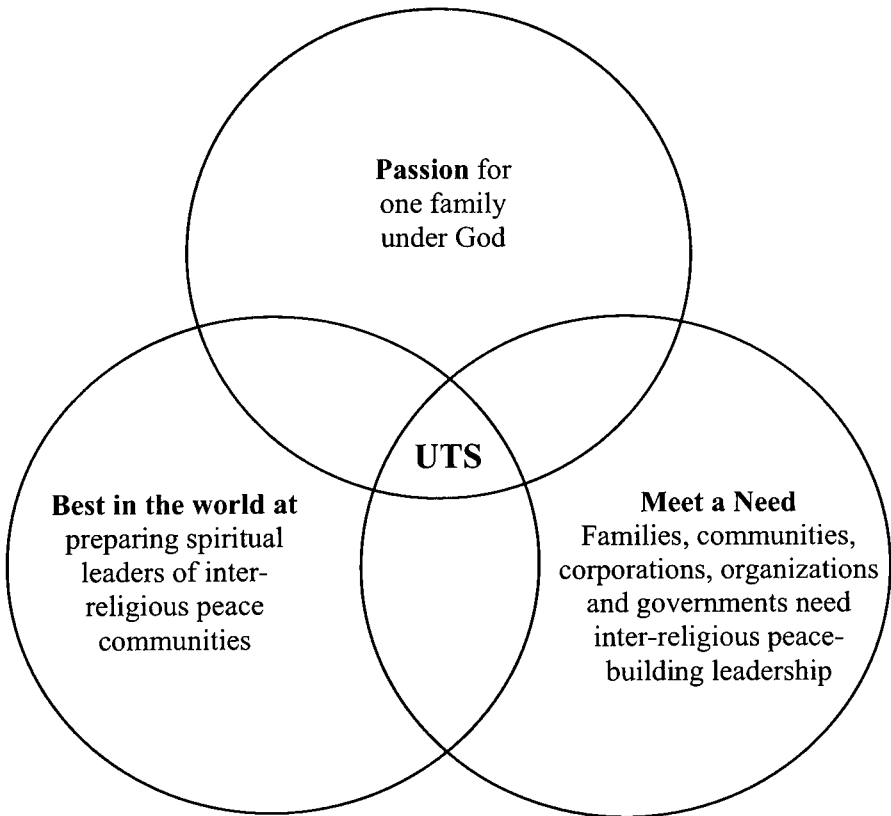 Passion for
one family
under God
UTS
Best in the world at
preparing spiritual
leaders of inter-
religious peace
communities
Meet a Need
Families, communities,
corporations, organizations
and governments need
inter-religious peace-
building leadership